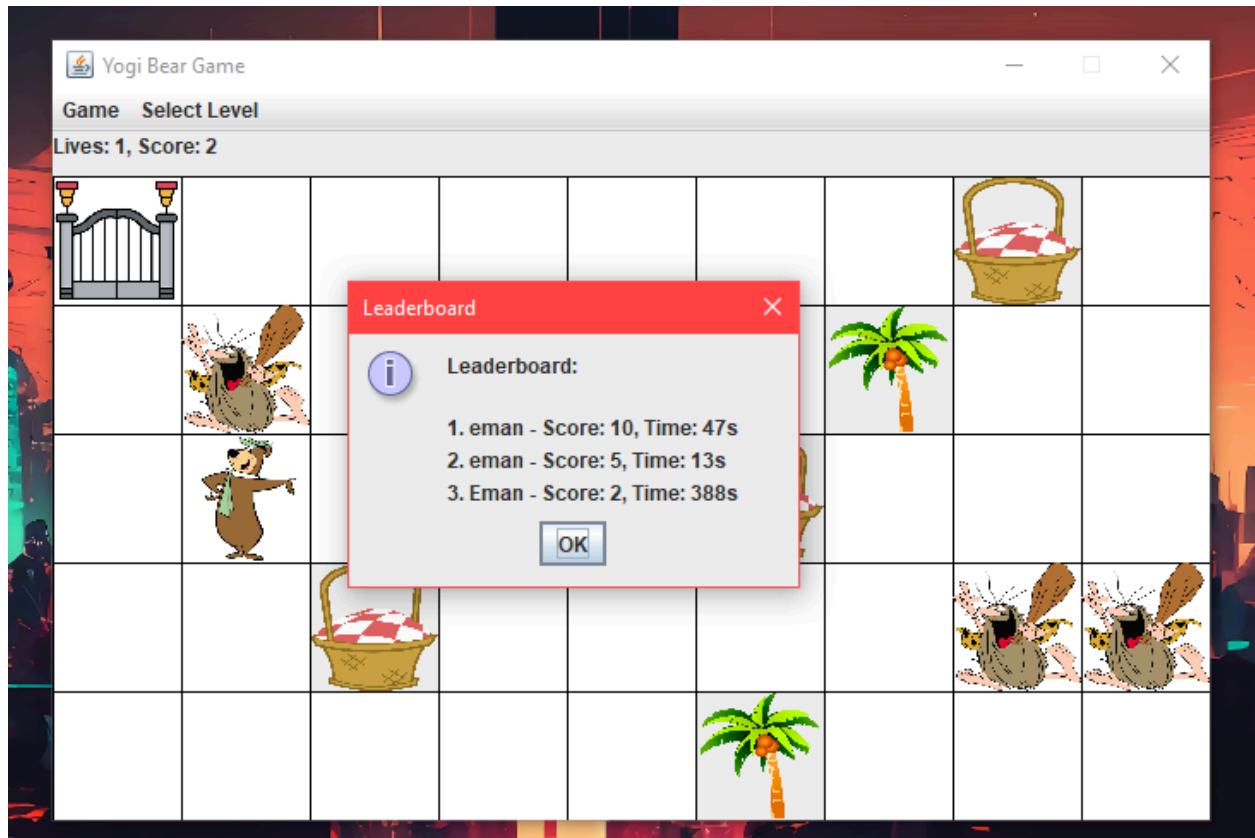 Yogi Bear Game
Game Select Level
Lives: 1, Score: 2
Leaderboard
Leaderboard:
1. eman - Score: 10, Time: 47s
2. eman - Score: 5, Time: 13s
3. Eman - Score: 2, Time: 388s
OK